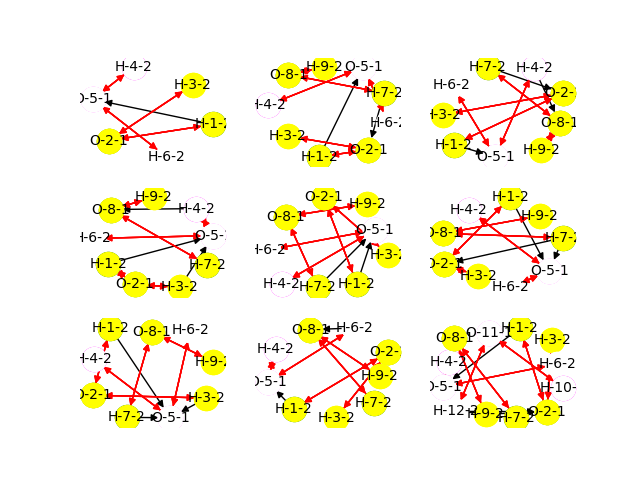 H-4-2
H-3-2
O-5-1
H-1-2
O-2-1
H-6-2
H-9-2 O-5-1
O-8-1
H-7-2
H-4-2
H-6-2
H-3-2
O-2-1
H-1-2
H-7-2 H-4-2
H-6-2
O-2-1
H-3-2
O-8-1
H-1-2
H-9-2
O-5-1
H-9-2
O-8-1 H-4-2
H-6-2 O-5-1
H-1-2 H-7-2
O-2-1 H-3-2
O-2-1
H-9-2
O-8-1
O-5-1
H-6-2
H-3-2
H-4-2
H-7-2 H-1-2
H-1-2
H-4-2
H-9-2
O-8-1
H-7-2
O-2-1
O-5-1
H-3-2
H-6-2
H-1-2 O-8-1 H-6-2
H-4-2
H-9-2
O-2-1 H-3-2
H-7-2 O-5-1
O-8-1 H-6-2
H-4-2
O-2-1
O-5-1
H-9-2
H-7-2
H-1-2
H-3-2
O-11-1 H-1-2
O-8-1 H-3-2
H-4-2 H-6-2
O-5-1 H-10-
H-12-2 H-9-2 H-7-2 O-2-1